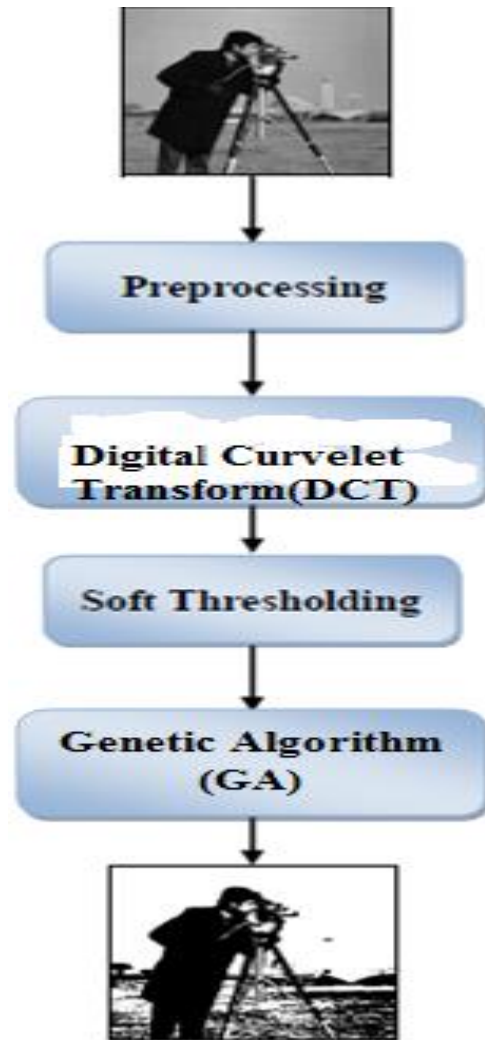 Preprocessing
Digital Curvelet
Transform(DCT)
Soft Thresholding
Genetic Algorithm
(GA)